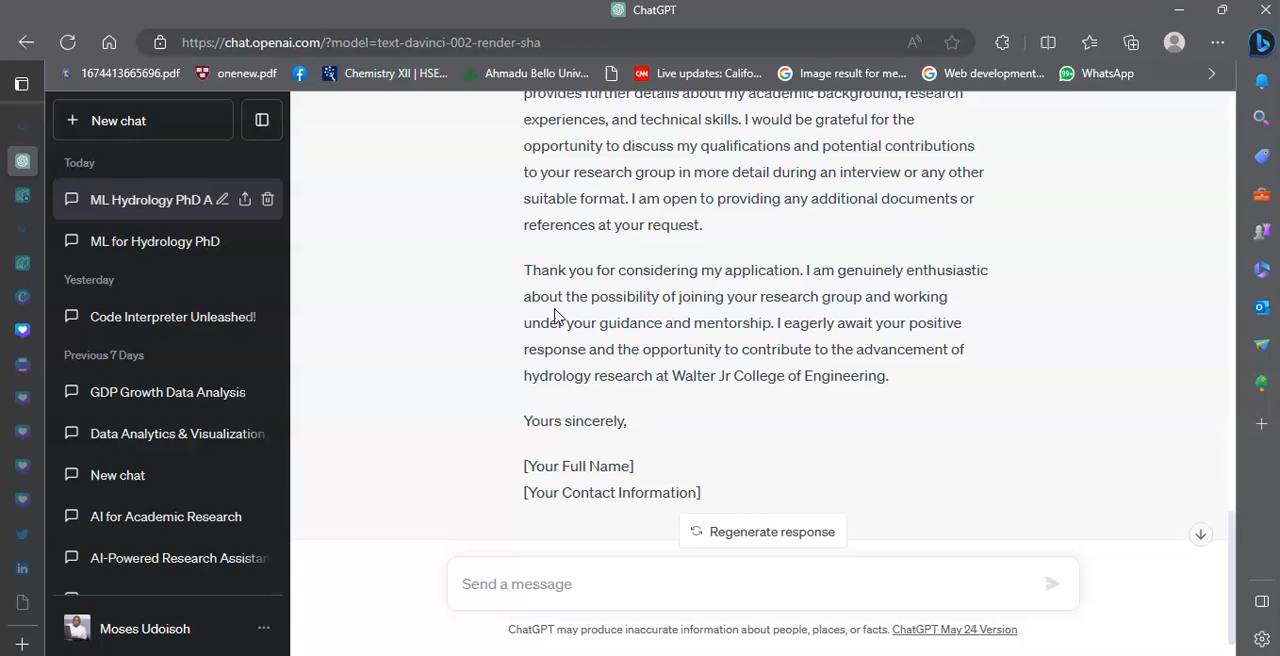 ChatGPT
https://chat.openai.com/?model=text-davinci-002-render-sha
1674413665696.pdf
onenew.pdf
Chemistry XII | HSE...
Ahmadu Bello Univ...
CNN
Live updates: Califo...
Image result for me...
Web development...
99+
WhatsApp
New chat
Today
ML Hydrology PhD A
ML for Hydrology PhD
Yesterday
Code Interpreter Unleashed!
Previous 7 Days
GDP Growth Data Analysis
Data Analytics & Visualization
New chat
AI for Academic Research
AI-Powered Research Assistan
Moses Udoisoh
provides further details about my academic background, research
experiences, and technical skills. I would be grateful for the
opportunity to discuss my qualifications and potential contributions
to your research group in more detail during an interview or any other
suitable format. I am open to providing any additional documents or
references at your request.
Thank you for considering my application. I am genuinely enthusiastic
about the possibility of joining your research group and working
under your guidance and mentorship. I eagerly await your positive
response and the opportunity to contribute to the advancement of
hydrology research at Walter Jr College of Engineering.
Yours sincerely,
[Your Full Name]
[Your Contact Information]
Regenerate response
Send a message
ChatGPT may produce inaccurate information about people, places, or facts. ChatGPT May 24 Version